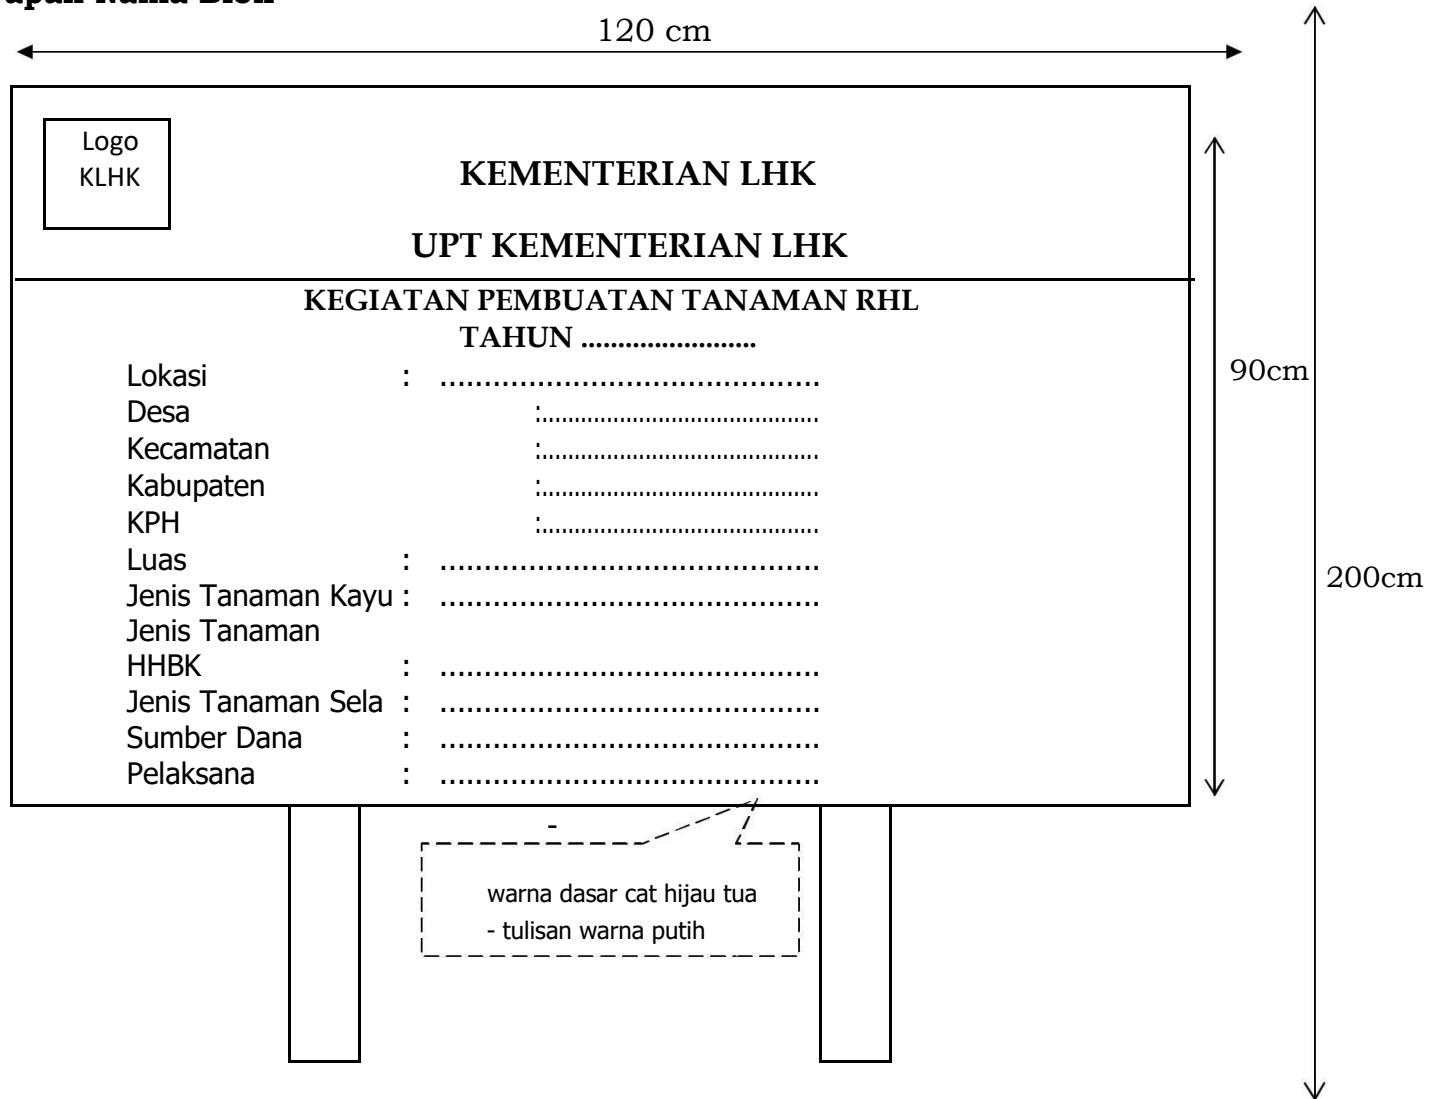 Nama Blok
120 cm
Logo
KLHK
KEMENTERIAN LHK
UPT KEMENTERIAN LHK
KEGIATAN PEMBUATAN TANAMAN RHL
TAHUN ........................
Lokasi : ...........................................
Desa :..........................................
Kecamatan :..........................................
Kabupaten :..........................................
KPH :..........................................
90cm
Luas : ...........................................
Jenis Tanaman Kayu : ...........................................
Jenis Tanaman
HHBK : ...........................................
Jenis Tanaman Sela : ...........................................
Sumber Dana : ...........................................
Pelaksana : ...........................................
200cm
-
warna dasar cat hijau tua
- tulisan warna putih